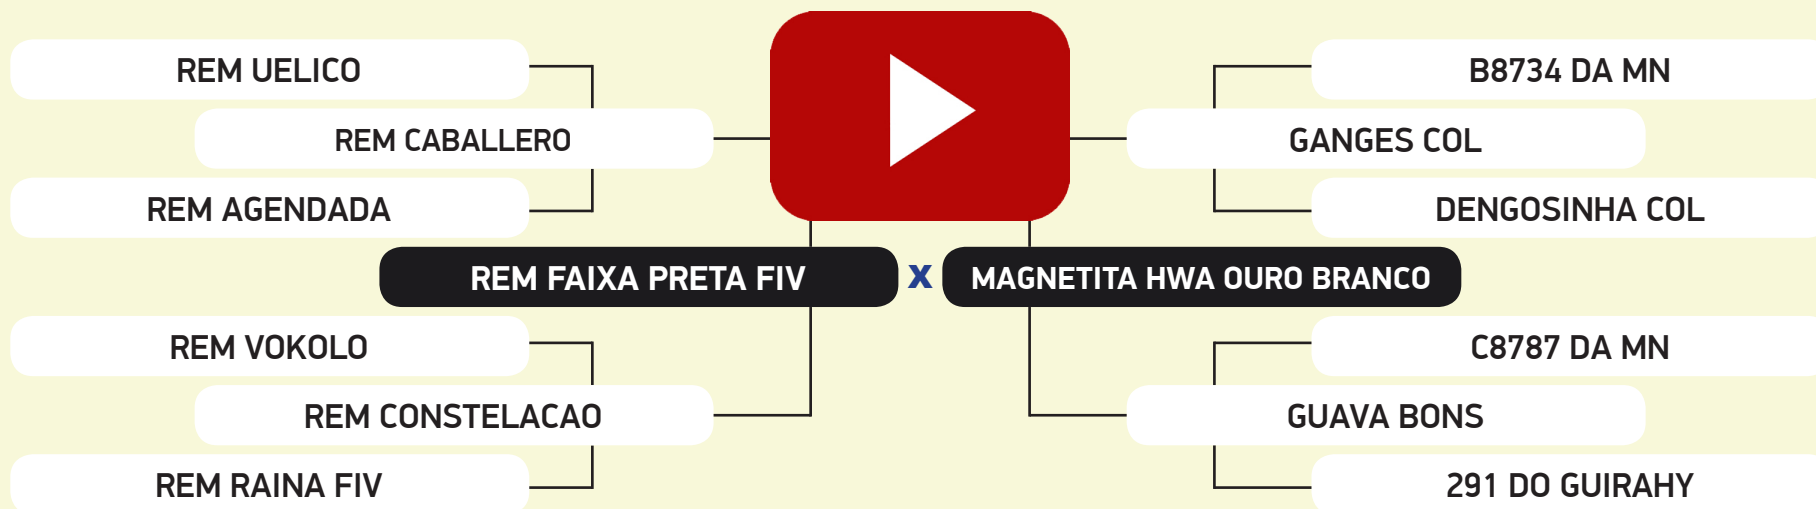 REM UELICO
B8734 DA MN
REM CABALLERO
GANGES COL
REM AGENDADA
DENGOSINHA COL
REM FAIXA PRETA FIV X MAGNETITA HWA OURO BRANCO
REM VOKOLO
C8787 DA MN
REM CONSTELACAO
GUAVA BONS
REM RAINA FIV
291 DO GUIRAHY